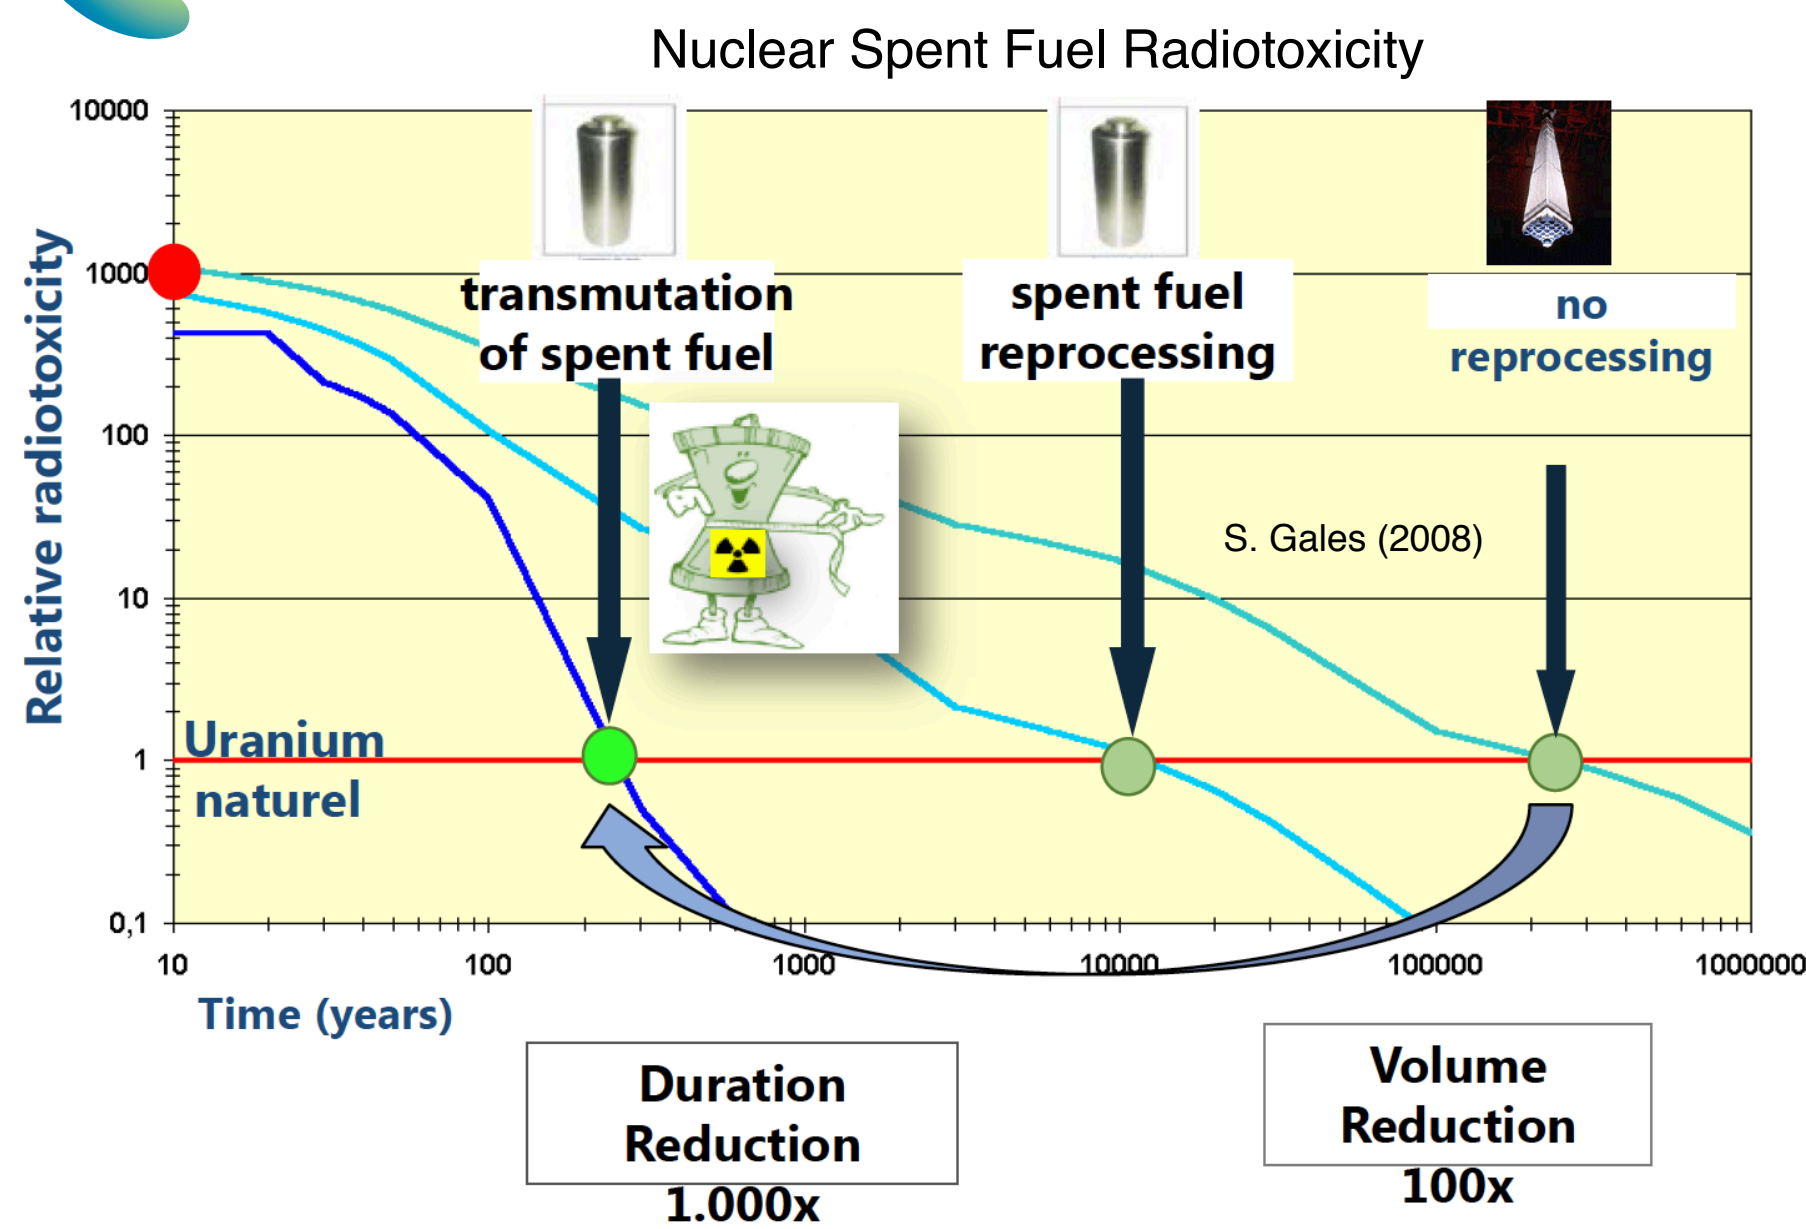 Nuclear Spent Fuel Radiotoxicity
10000
1000
100
10
1
0,1
Relative radiotoxicity
transmutation
of spent fuel
spent fuel
reprocessing
no
reprocessing
S. Gales (2008)
Uranium
naturel
10
100
1000
10000
100000
1000000
Time (years)
Duration
Reduction
1.000x
Volume
Reduction
100x